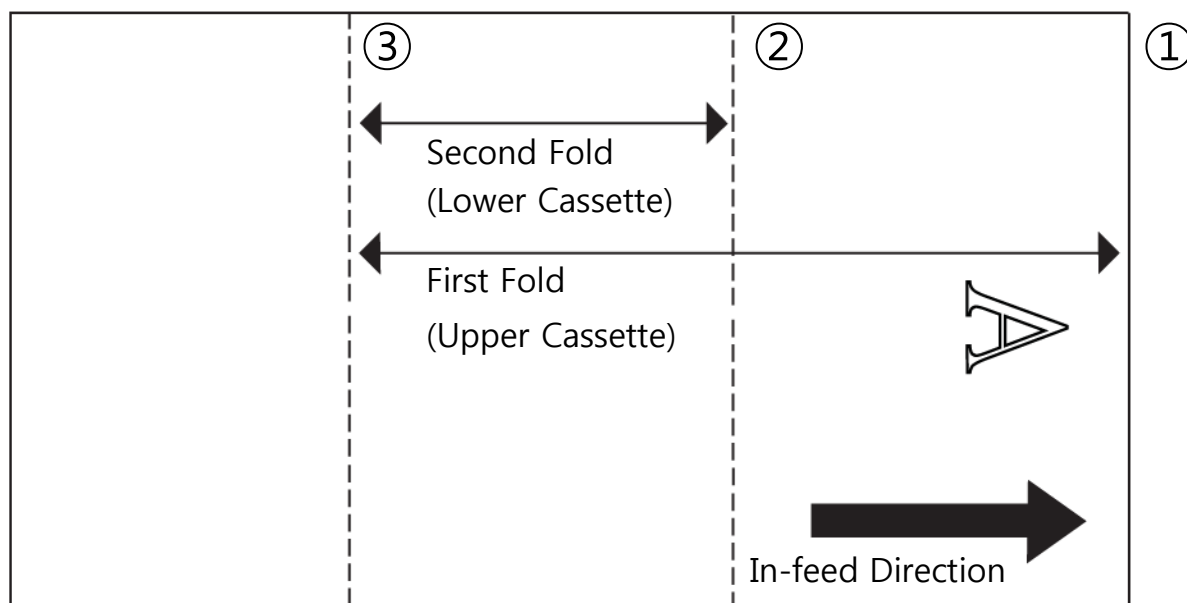 ③ ② ①
Second Fold
(Lower Cassette)
First Fold
(Upper Cassette)
A
In-feed Direction